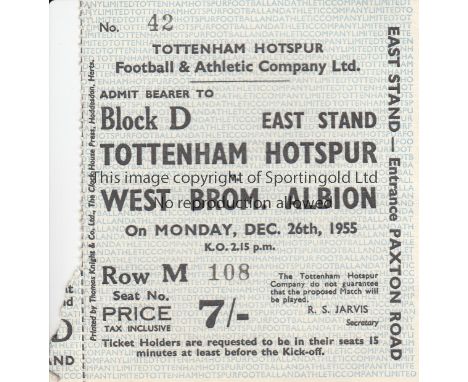 No. 42
TOTTENHAM HOTSPUR
Football & Athletic Company Ltd.
ADMIT BEARER TO
Block D EAST STAND
TOTTENHAM HOTSPUR
This image copyright of Sportingold Ltd
WEST BROM. ALBION
No reproduction allowed
On MONDAY, DEC. 26th, 1955
K.O. 2.15 p.m.
Row M 108
Seat No.
PRICE 7/-
TAX INCLUSIVE
The Tottenham Hotspur
Company do not guarantee
that the proposed Match will
be played.
R. S. JARVIS
Secretary
Ticket Holders are requested to be in their seats 15
minutes at least before the Kick-off.
EAST STAND — Entrance PAXTON ROAD
Printed by Thomas Knight & Co. Ltd., The Clock House Press, Hoddesdon, Herts.
D
AND